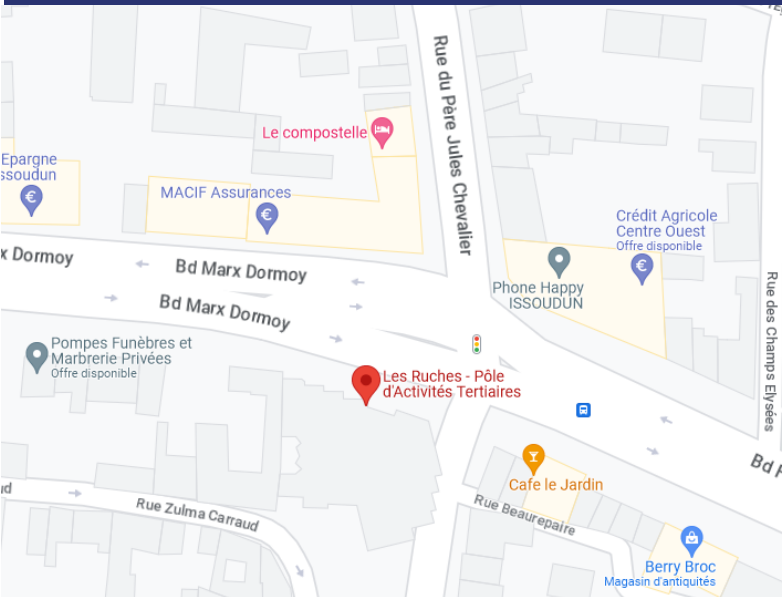 Rue du Père Jules Chevalier
Le compostelle
Epargne
ssoudun
MACIF Assurances
Crédit Agricole
Centre Ouest
Offre disponible
x Dormoy
Bd Marx Dormoy
Phone Happy
ISSOUDUN
Rue des Champs Elysées
Bd Marx Dormoy
Pompes Funèbres et
Marbrerie Privées
Offre disponible
Les Ruches - Pôle
d'Activités Tertiaires
Bd
Cafe le Jardin
ud
Rue Zulma Carraud
Rue Beaurepaire
Berry Broc
Magasin d'antiquités